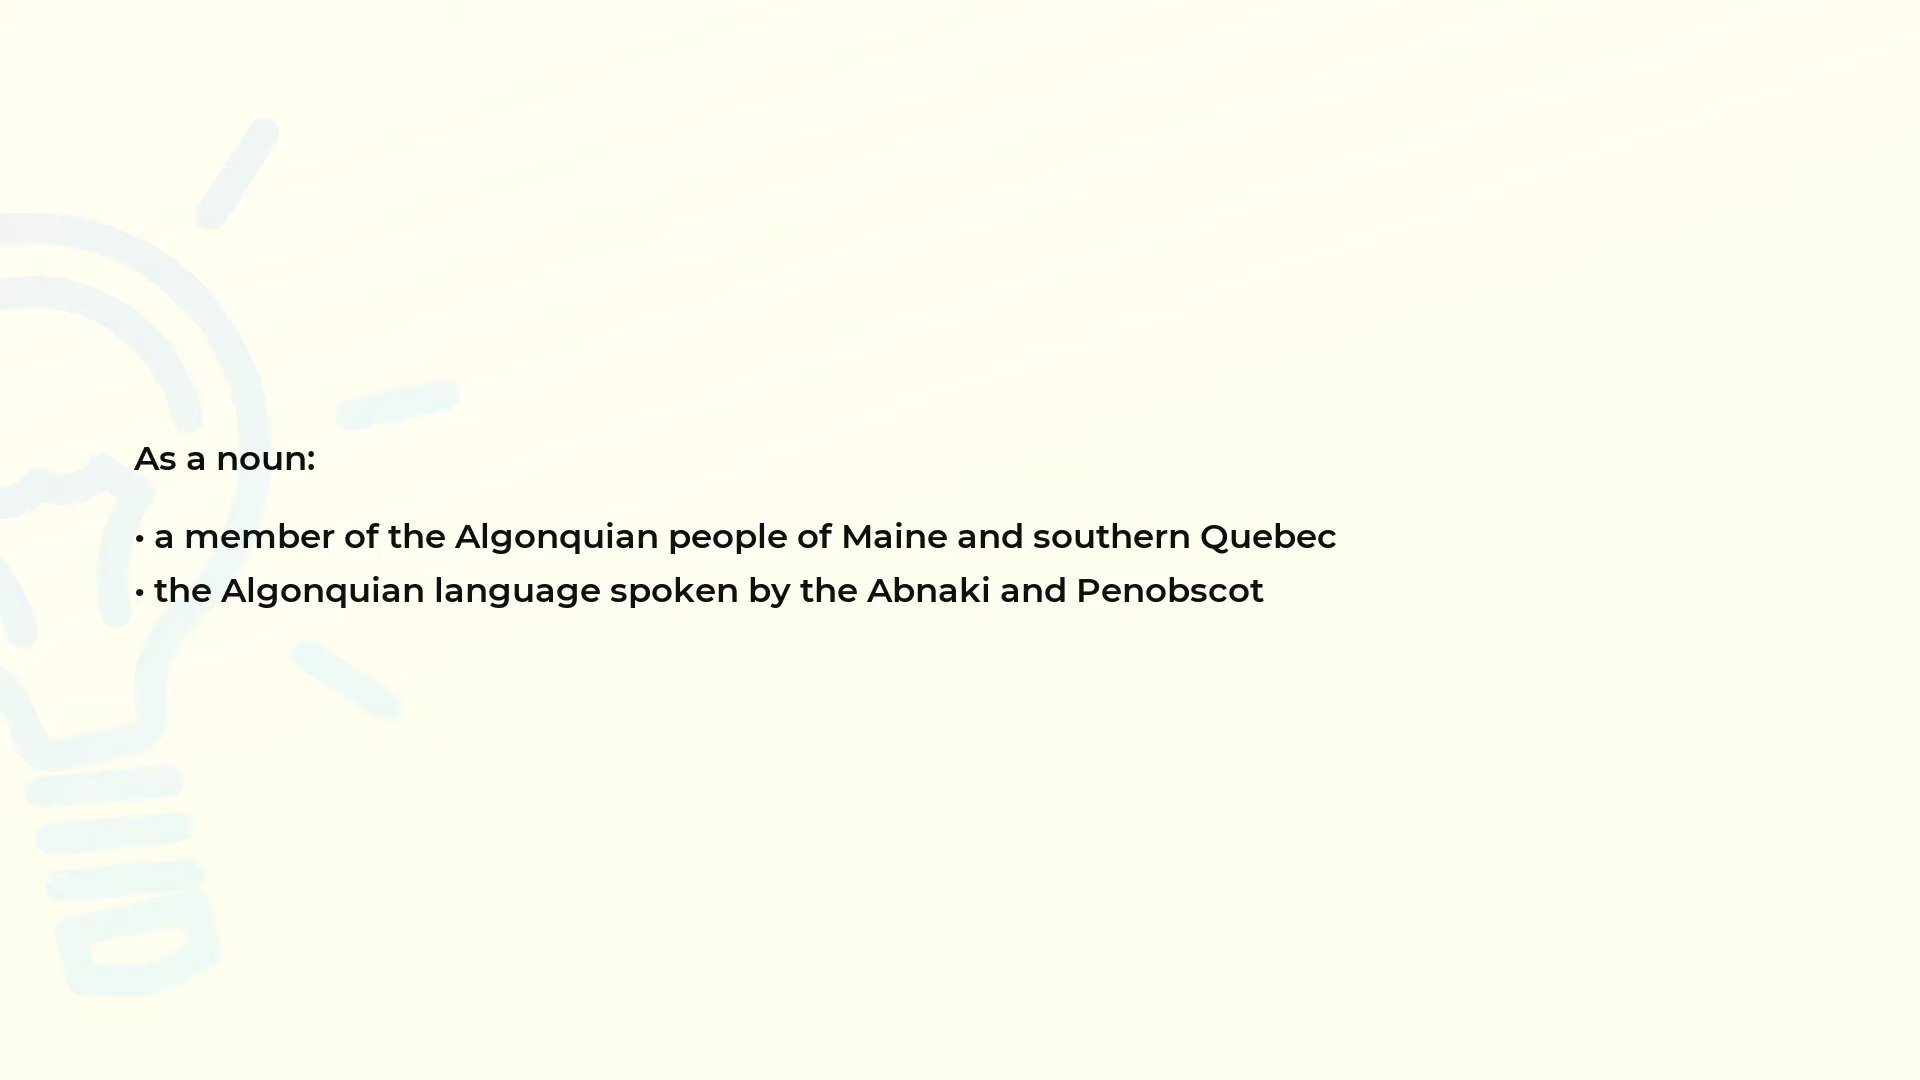 As a noun:
• a member of the Algonquian people of Maine and southern Quebec
• the Algonquian language spoken by the Abnaki and Penobscot